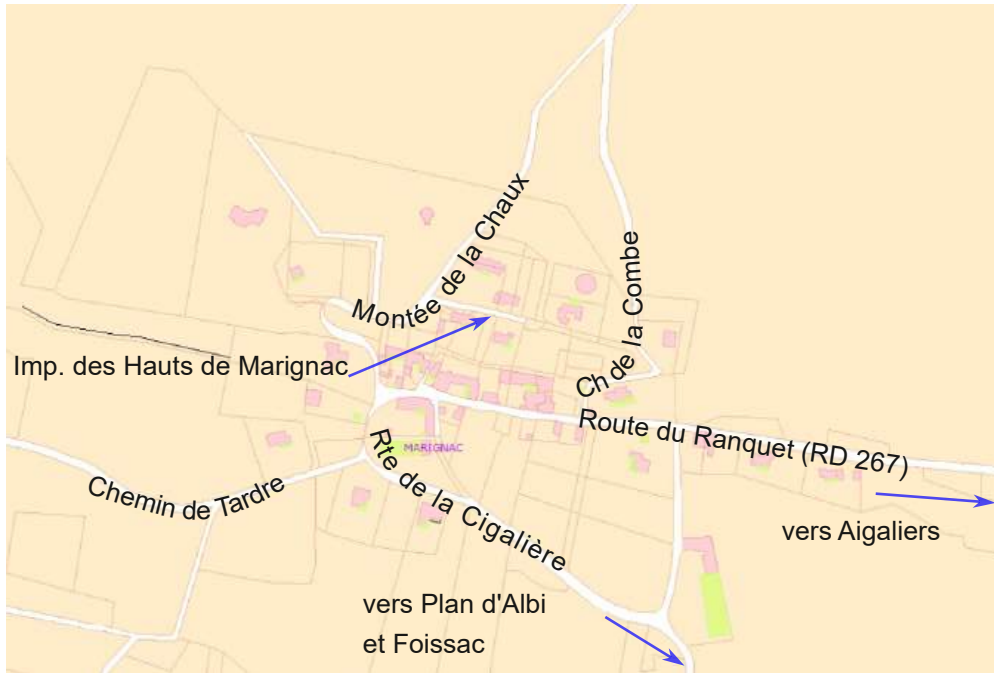 Montée de la Chaux
Ch de la Combe
Imp. des Hauts de Marignac
Route du Ranquet (RD 267)
MARIGNAC
Rte de la Cigalière
Chemin de Tardre
vers Aigaliers
vers Plan d'Albi
et Foissac